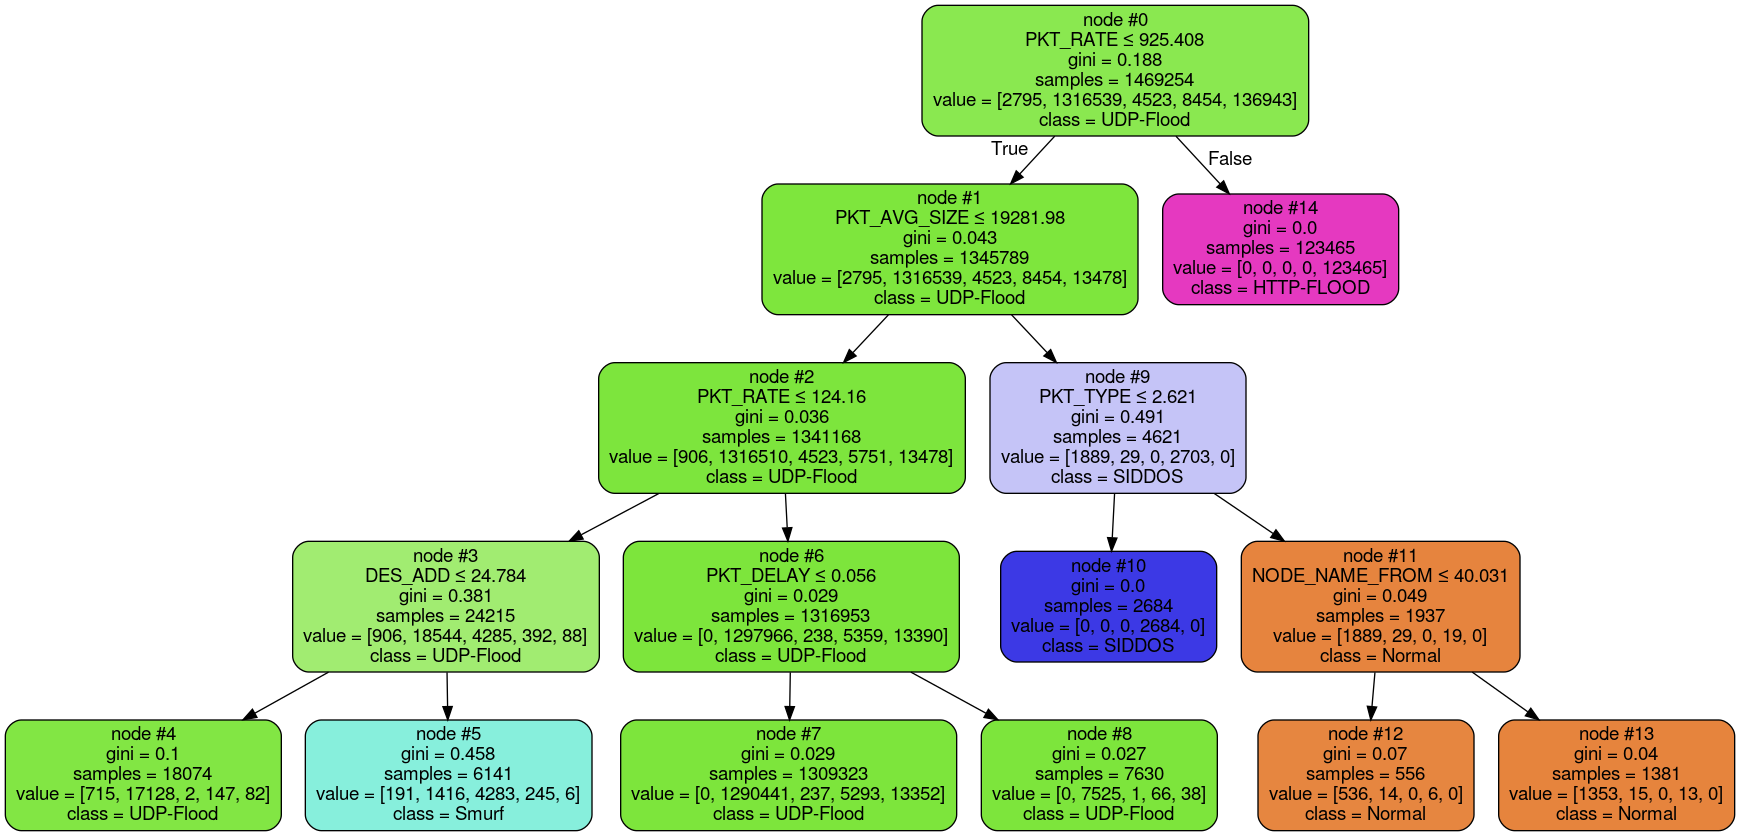 node #0
PKT_RATE ≤ 925.408
gini = 0.188
samples = 1469254
value = [2795, 1316539, 4523, 8454, 136943]
class = UDP-Flood
True
False
node #1
PKT_AVG_SIZE ≤ 19281.98
gini = 0.043
samples = 1345789
value = [2795, 1316539, 4523, 8454, 13478]
class = UDP-Flood
node #14
gini = 0.0
samples = 123465
value = [0, 0, 0, 0, 123465]
class = HTTP-FLOOD
node #2
PKT_RATE ≤ 124.16
gini = 0.036
samples = 1341168
value = [906, 1316510, 4523, 5751, 13478]
class = UDP-Flood
node #9
PKT_TYPE ≤ 2.621
gini = 0.491
samples = 4621
value = [1889, 29, 0, 2703, 0]
class = SIDDOS
node #3
DES_ADD ≤ 24.784
gini = 0.381
samples = 24215
value = [906, 18544, 4285, 392, 88]
class = UDP-Flood
node #6
PKT_DELAY ≤ 0.056
gini = 0.029
samples = 1316953
value = [0, 1297966, 238, 5359, 13390]
class = UDP-Flood
node #10
gini = 0.0
samples = 2684
value = [0, 0, 0, 2684, 0]
class = SIDDOS
node #11
NODE_NAME_FROM ≤ 40.031
gini = 0.049
samples = 1937
value = [1889, 29, 0, 19, 0]
class = Normal
node #4
gini = 0.1
samples = 18074
value = [715, 17128, 2, 147, 82]
class = UDP-Flood
node #5
gini = 0.458
samples = 6141
value = [191, 1416, 4283, 245, 6]
class = Smurf
node #7
gini = 0.029
samples = 1309323
value = [0, 1290441, 237, 5293, 13352]
class = UDP-Flood
node #8
gini = 0.027
samples = 7630
value = [0, 7525, 1, 66, 38]
class = UDP-Flood
node #12
gini = 0.07
samples = 556
value = [536, 14, 0, 6, 0]
class = Normal
node #13
gini = 0.04
samples = 1381
value = [1353, 15, 0, 13, 0]
class = Normal